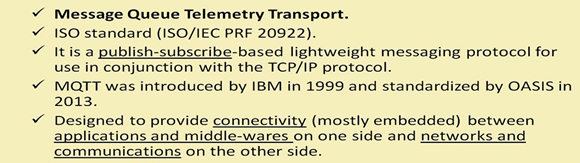 ✓ Message Queue Telemetry Transport.
✓ ISO standard (ISO/IEC PRF 20922).
✓ It is a publish-subscribe-based lightweight messaging protocol for
use in conjunction with the TCP/IP protocol.
✓ MQTT was introduced by IBM in 1999 and standardized by OASIS in
2013.
✓ Designed to provide connectivity (mostly embedded) between
applications and middle-wares on one side and networks and
communications on the other side.